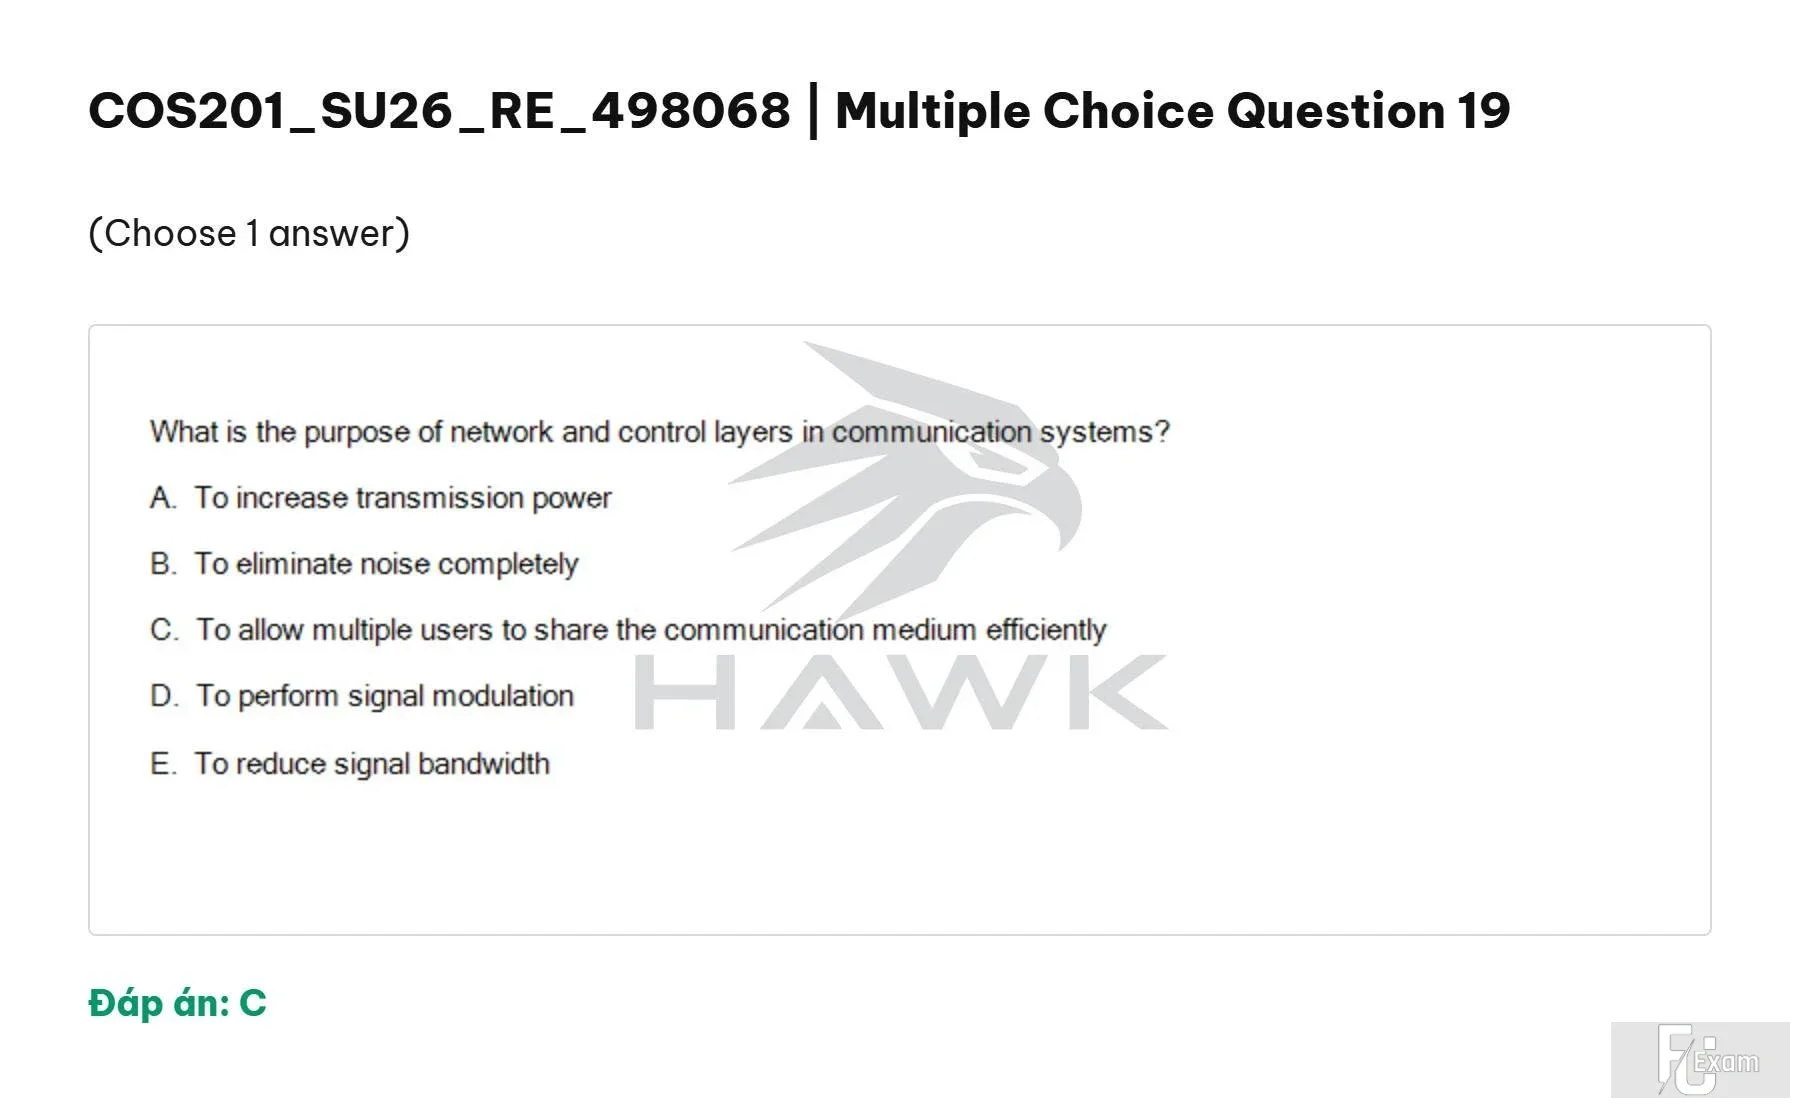 COS201_SU26_RE_498068 | Multiple Choice Question 19
(Choose 1 answer)
What is the purpose of network and control layers in communication systems?
A. To increase transmission power
B. To eliminate noise completely
C. To allow multiple users to share the communication medium efficiently
D. To perform signal modulation
HAWK
E. To reduce signal bandwidth
Đáp án: C
FU Exam